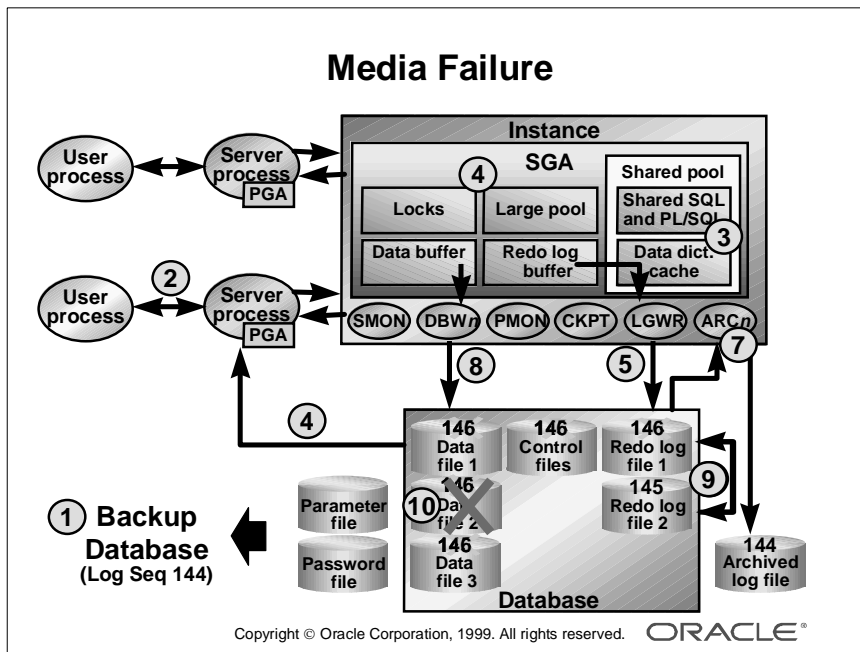 Media Failure
Instance
SGA
4
Shared pool
User
process
Server
process
PGA
Locks
Large pool
Shared SQL
and PL/SQL
3
Data buffer
Redo log
buffer
Data dict.
cache
2
User
process
Server
process
PGA
SMON
DBWn
PMON
CKPT
LGWR
ARCn
7
8
5
4
146
Data
file 1
146
Control
files
146
Redo log
file 1
9
10
146
file 2
145
Redo log
file 2
1
Backup
Database
(Log Seq 144)
Parameter
file
Password
file
146
Data
file 3
144
Archived
log file
Database
Copyright © Oracle Corporation, 1999. All rights reserved.
ORACLE®